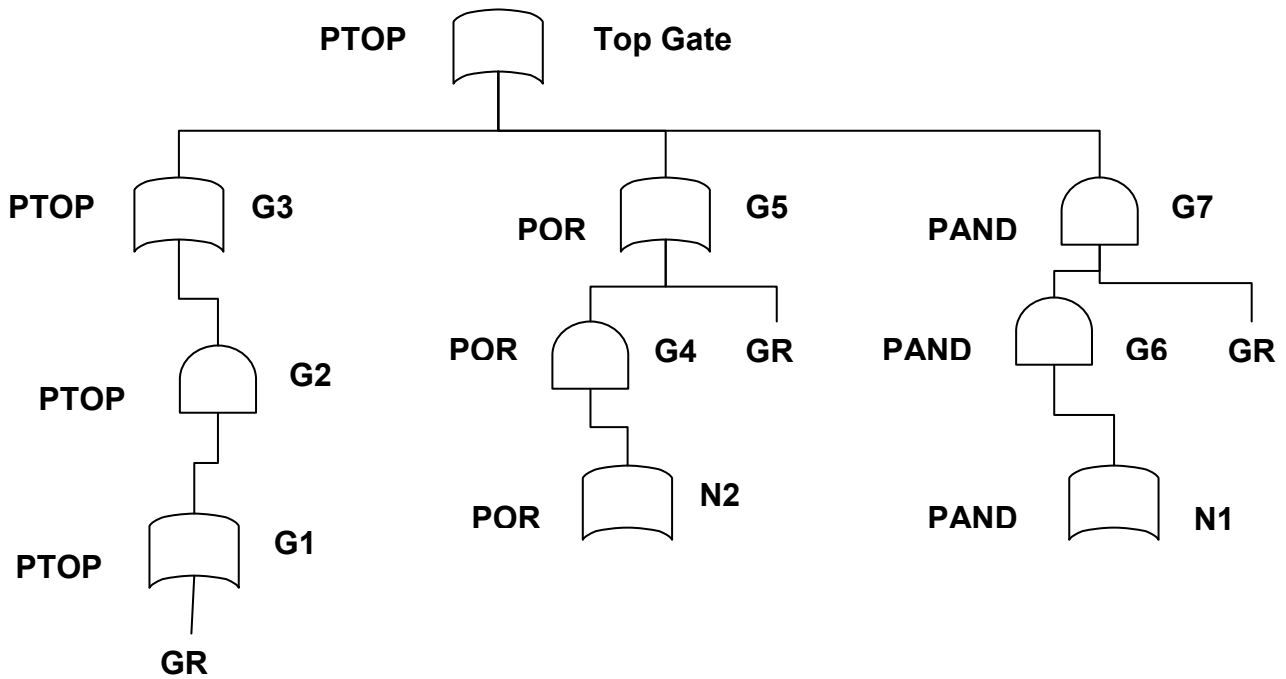 PTOP Top Gate
PTOP G3
POR G5
PAND G7
POR G4 GR
PAND G6 GR
PTOP G2
POR N2
PAND N1
PTOP G1
GR